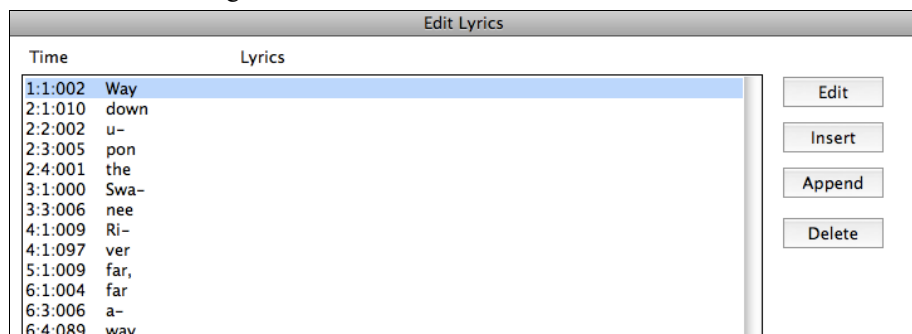 Edit Lyrics
Time Lyrics
1:1:002 Way
2:1:010 down
2:2:002 u-
2:3:005 pon
2:4:001 the
3:1:000 Swa-
3:3:006 nee
4:1:009 Ri-
4:1:097 ver
5:1:009 far,
6:1:004 far
6:3:006 a-
6:4:089 way
Edit
Insert
Append
Delete